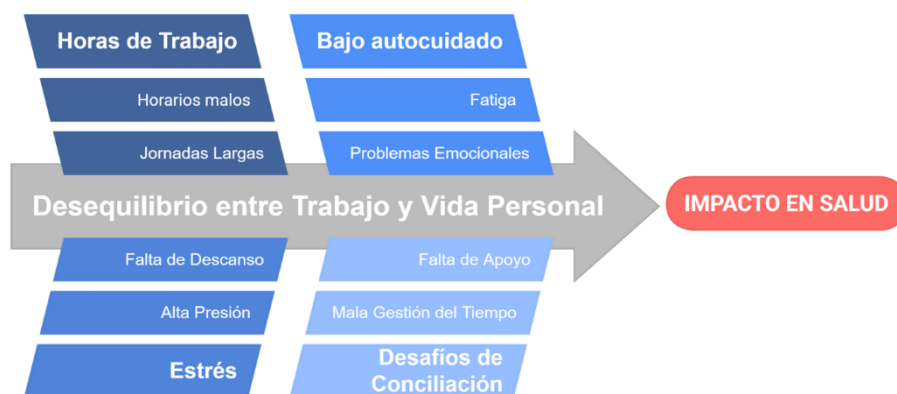 Horas de Trabajo
Bajo autocuidado
Horarios malos
Fatiga
Jornadas Largas
Problemas Emocionales
Desequilibrio entre Trabajo y Vida Personal
IMPACTO EN SALUD
Falta de Descanso
Falta de Apoyo
Alta Presión
Mala Gestión del Tiempo
Estrés
Desafíos de
Conciliación